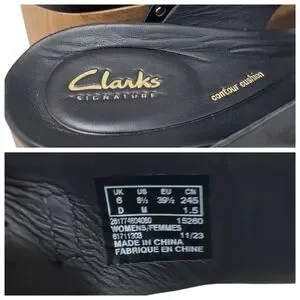 Clarks
SIGNATURE
contour cushion
UK US EU CN
6 8½ 39½ 245
D M 1.5
261774604060 15260
WOMENS/FEMMES
61711303 11/23
MADE IN CHINA
FABRIQUE EN CHINE